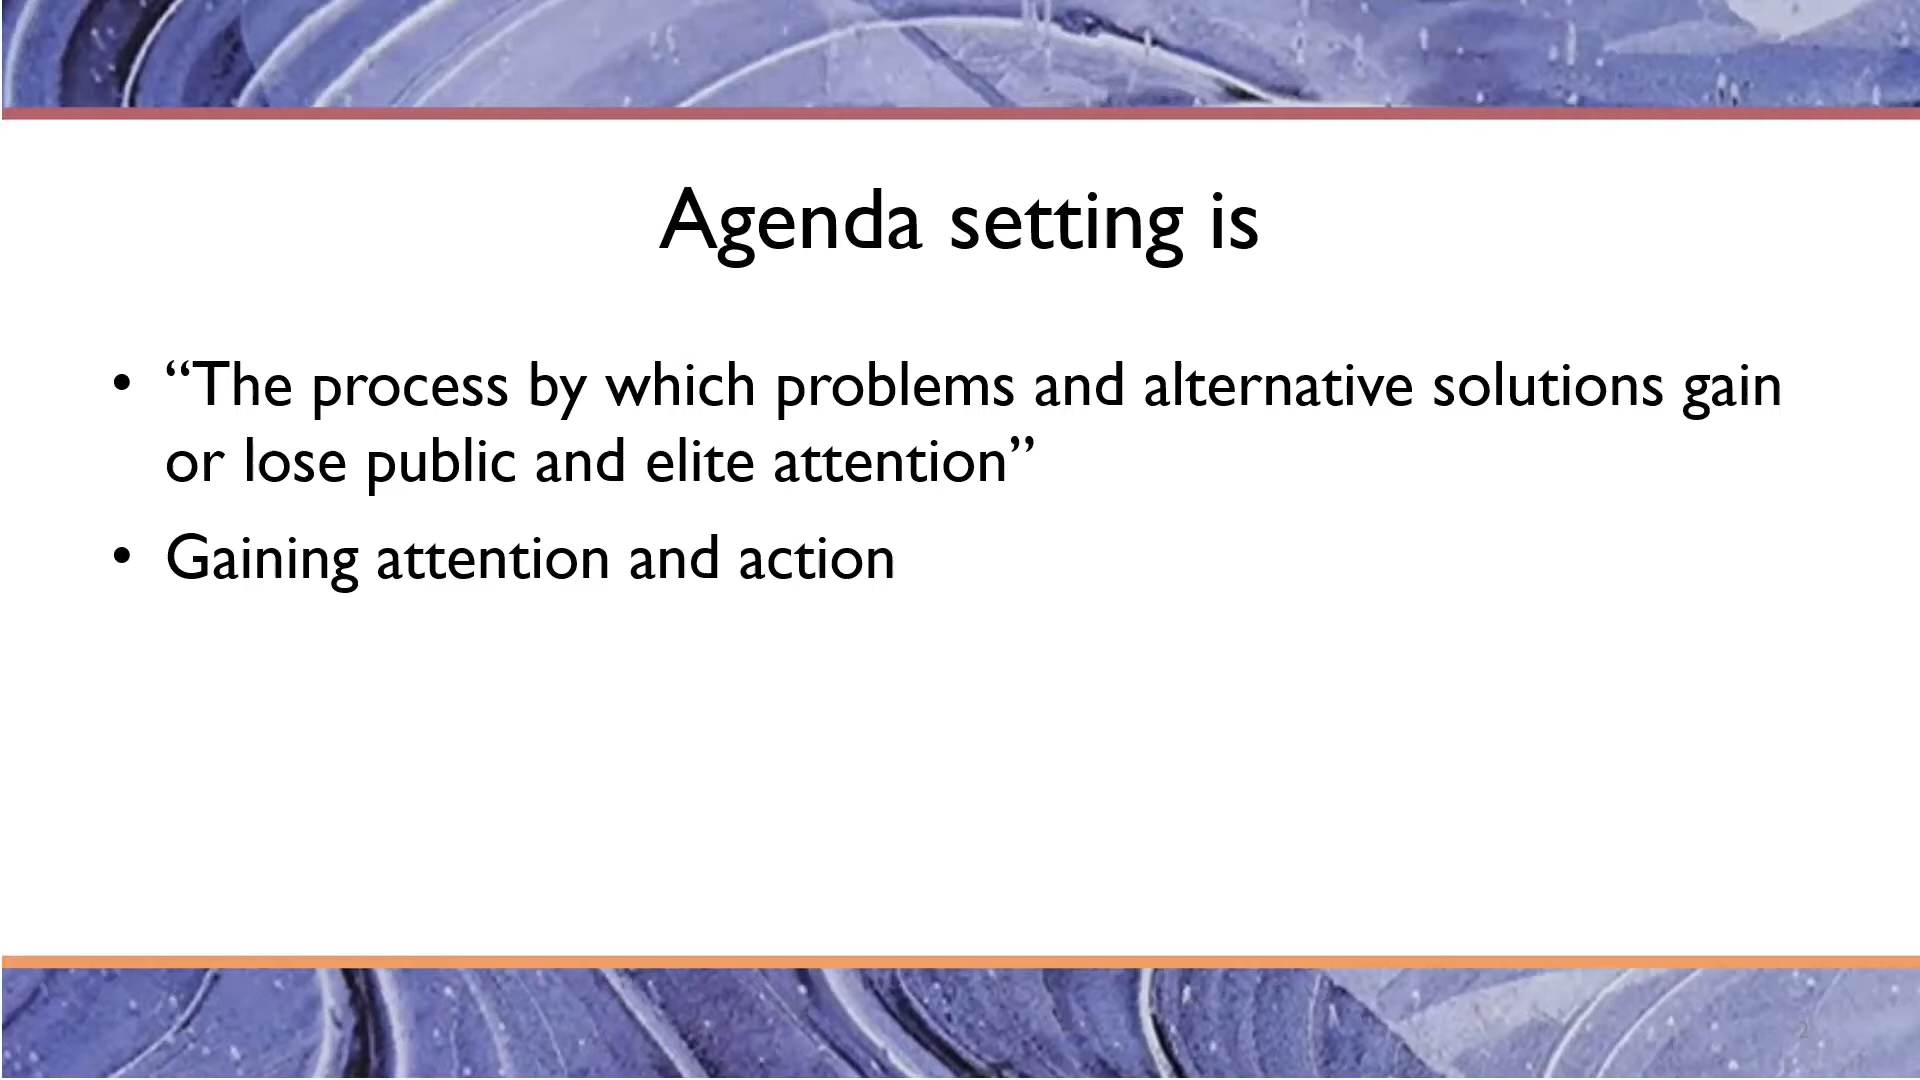 Agenda setting is
• “The process by which problems and alternative solutions gain
or lose public and elite attention”
• Gaining attention and action
2